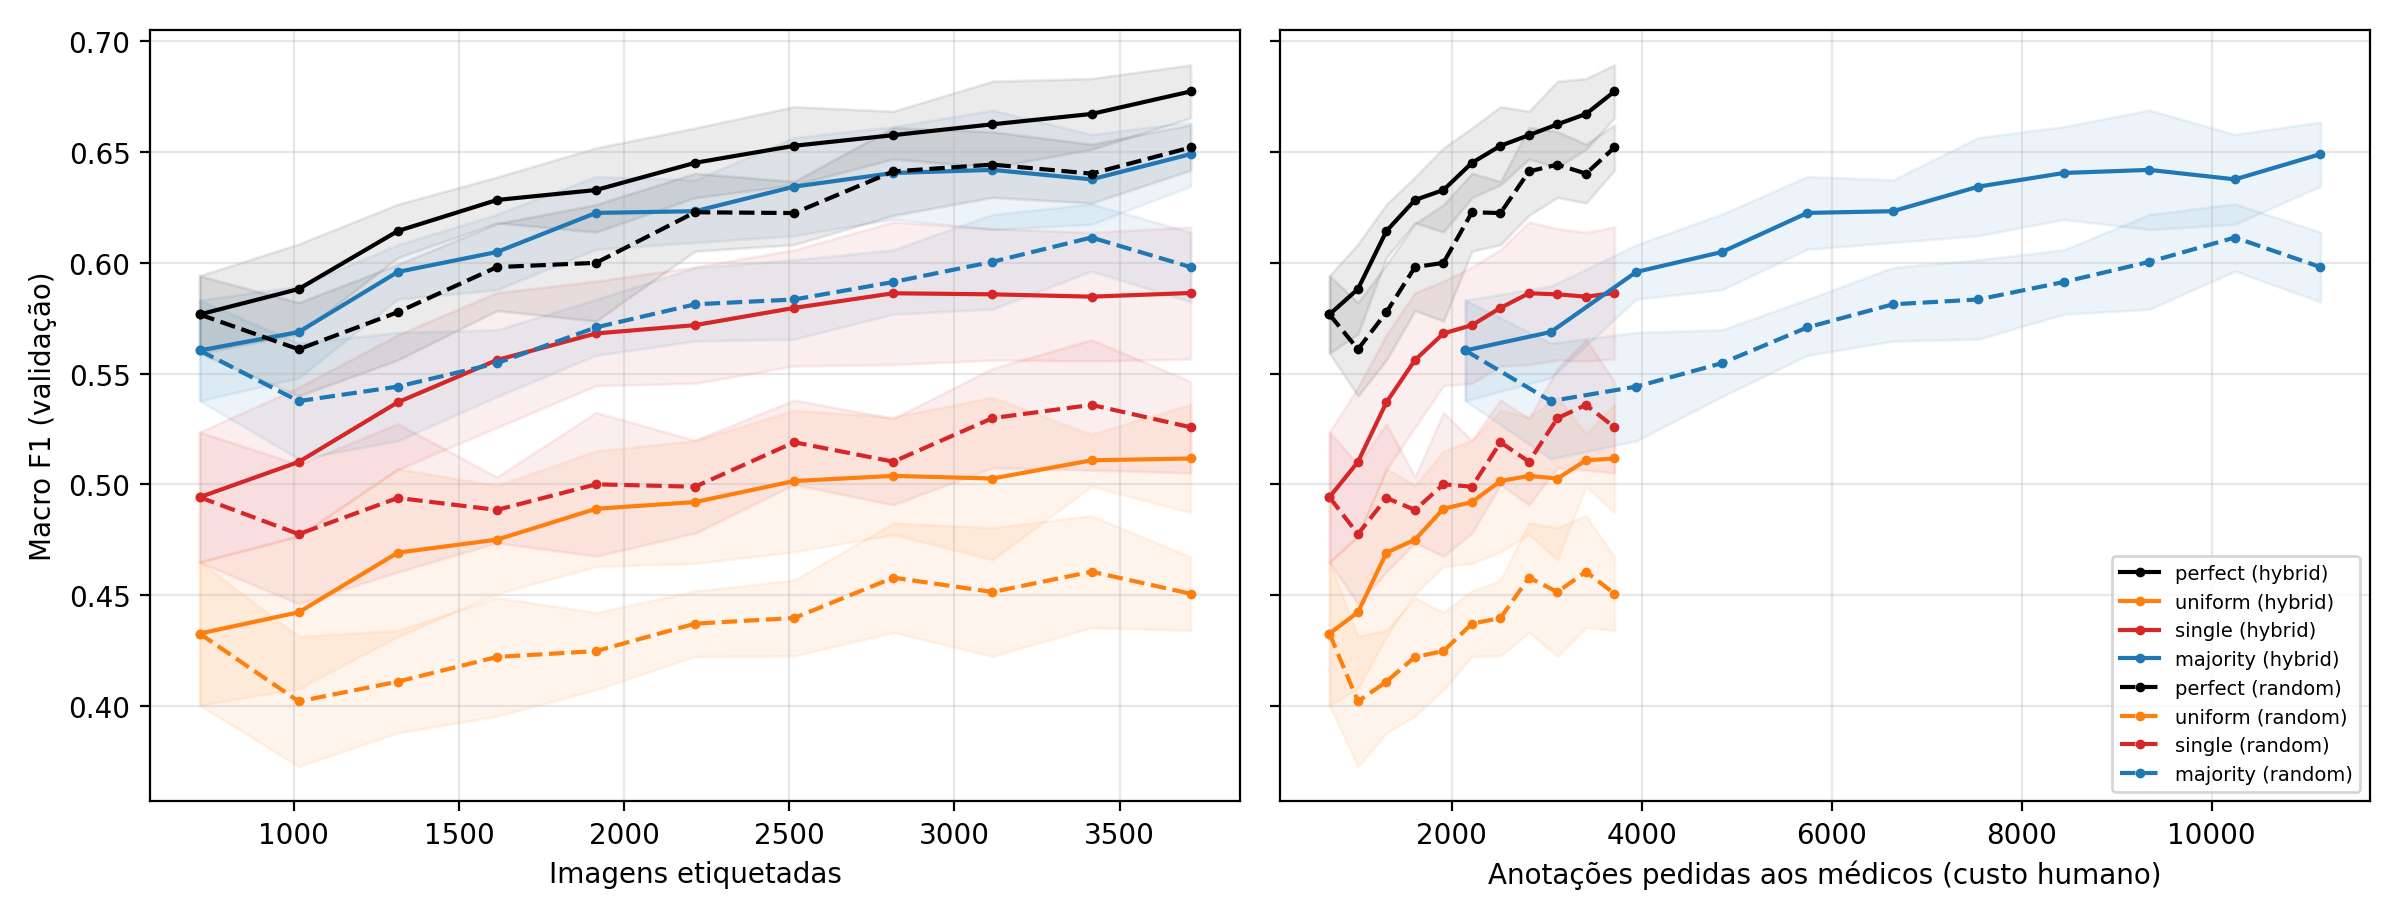 0.70
0.65
0.60
0.55
0.50
0.45
0.40
Macro F1 (validação)
1000 1500 2000 2500 3000 3500
Imagens etiquetadas
2000 4000 6000 8000 10000
Anotações pedidas aos médicos (custo humano)
perfect (hybrid)
uniform (hybrid)
single (hybrid)
majority (hybrid)
perfect (random)
uniform (random)
single (random)
majority (random)